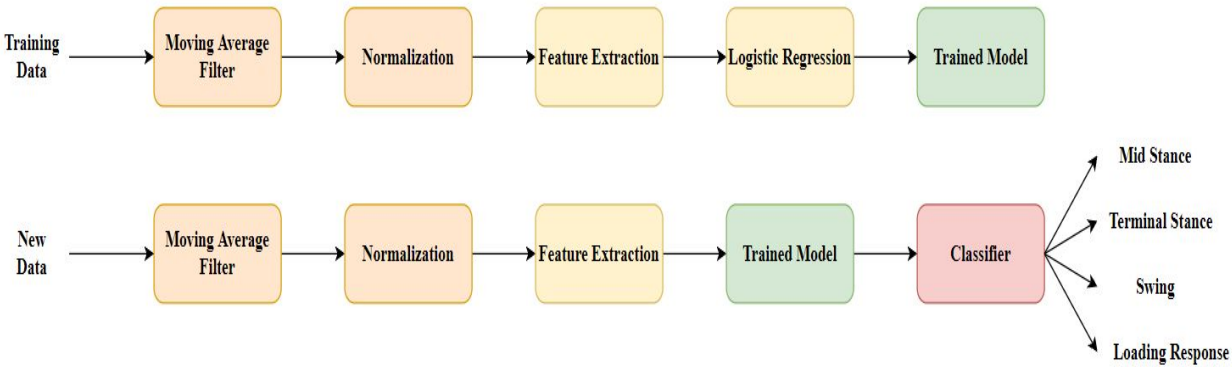 Training
Data
Moving Average
Filter
Normalization
Feature Extraction
Logistic Regression
Trained Model
New
Data
Moving Average
Filter
Normalization
Feature Extraction
Trained Model
Classifier
Mid Stance
Terminal Stance
Swing
Loading Response